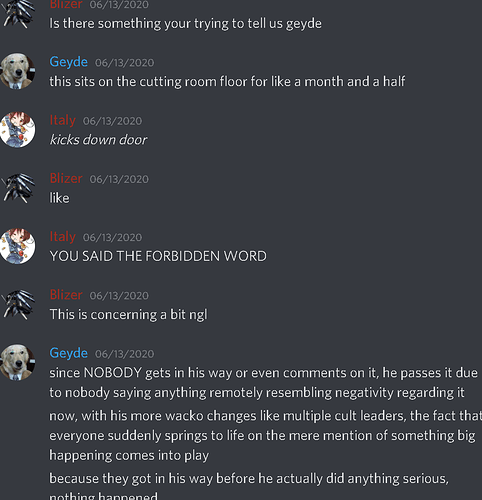 Blizer 06/13/2020
Is there something your trying to tell us geyde
Geyde 06/13/2020
this sits on the cutting room floor for like a month and a half
Italy 06/13/2020
kicks down door
Blizer 06/13/2020
like
Italy 06/13/2020
YOU SAID THE FORBIDDEN WORD
Blizer 06/13/2020
This is concerning a bit ngl
Geyde 06/13/2020
since NOBODY gets in his way or even comments on it, he passes it due
to nobody saying anything remotely resembling negativity regarding it
now, with his more wacko changes like multiple cult leaders, the fact that
everyone suddenly springs to life on the mere mention of something big
happening comes into play
because they got in his way before he actually did anything serious,
nothing happened